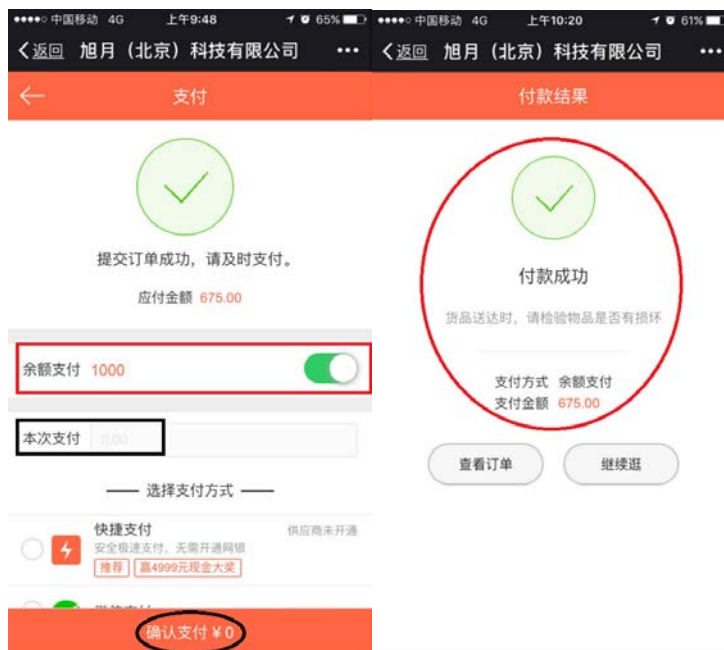 中国移动 4G 上午9:48 65%
返回 旭月（北京）科技有限公司
支付
提交订单成功，请及时支付。
应付金额 675.00
余额支付 1000
本次支付 0.00
选择支付方式
快捷支付 供应商未开通
安全极速支付，无需开通网银
推荐 赢4999元现金大奖
确认支付￥0
中国移动 4G 上午10:20 61%
返回 旭月（北京）科技有限公司
付款结果
付款成功
货品送达时，请检验物品是否有损坏
支付方式 余额支付
支付金额 675.00
查看订单 继续逛